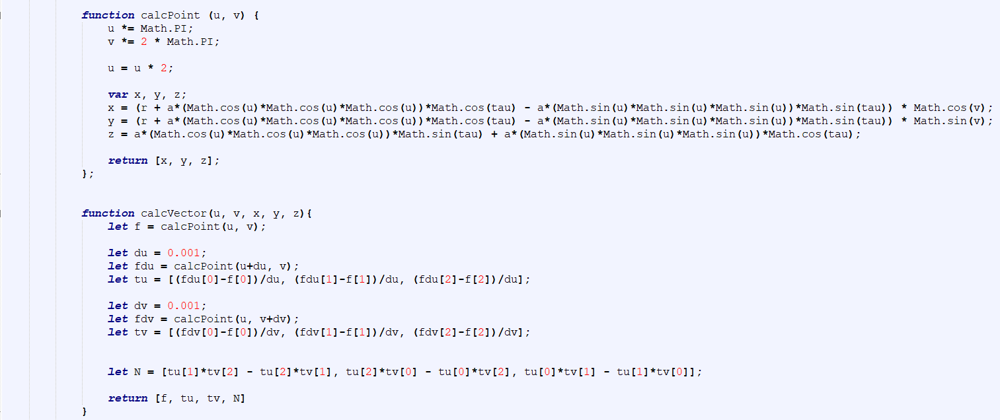 function calcPoint (u, v) {
u *= Math.PI;
v *= 2 * Math.PI;
u = u * 2;
var x, y, z;
x = (r + a*(Math.cos(u)*Math.cos(u)*Math.cos(u))*Math.cos(tau) - a*(Math.sin(u)*Math.sin(u)*Math.sin(u))*Math.sin(tau)) * Math.cos(v);
y = (r + a*(Math.cos(u)*Math.cos(u)*Math.cos(u))*Math.cos(tau) - a*(Math.sin(u)*Math.sin(u)*Math.sin(u))*Math.sin(tau)) * Math.sin(v);
z = a*(Math.cos(u)*Math.cos(u)*Math.cos(u))*Math.sin(tau) + a*(Math.sin(u)*Math.sin(u)*Math.sin(u))*Math.cos(tau);
return [x, y, z];
};
function calcVector(u, v, x, y, z){
let f = calcPoint(u, v);
let du = 0.001;
let fdu = calcPoint(u+du, v);
let tu = [(fdu[0]-f[0])/du, (fdu[1]-f[1])/du, (fdu[2]-f[2])/du];
let dv = 0.001;
let fdv = calcPoint(u, v+dv);
let tv = [(fdv[0]-f[0])/dv, (fdv[1]-f[1])/dv, (fdv[2]-f[2])/dv];
let N = [tu[1]*tv[2] - tu[2]*tv[1], tu[2]*tv[0] - tu[0]*tv[2], tu[0]*tv[1] - tu[1]*tv[0]];
return [f, tu, tv, N]
}